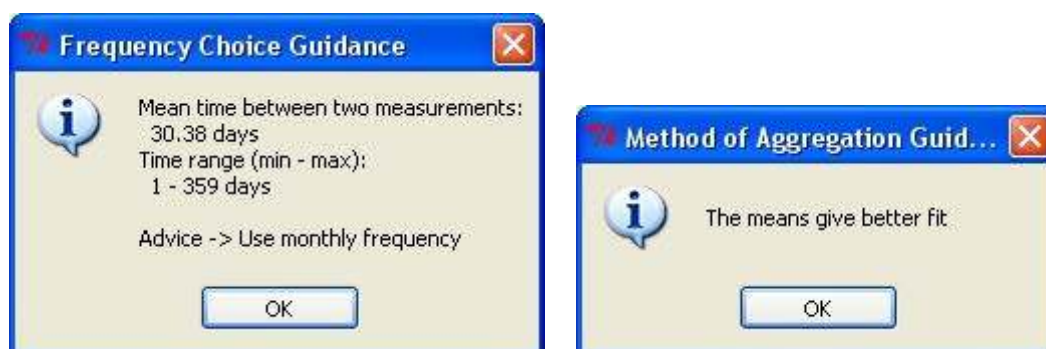 Frequency Choice Guidance
Mean time between two measurements:
30.38 days
Time range (min - max):
1 - 359 days
Advice -> Use monthly frequency
OK
Method of Aggregation Guid...
The means give better fit
OK